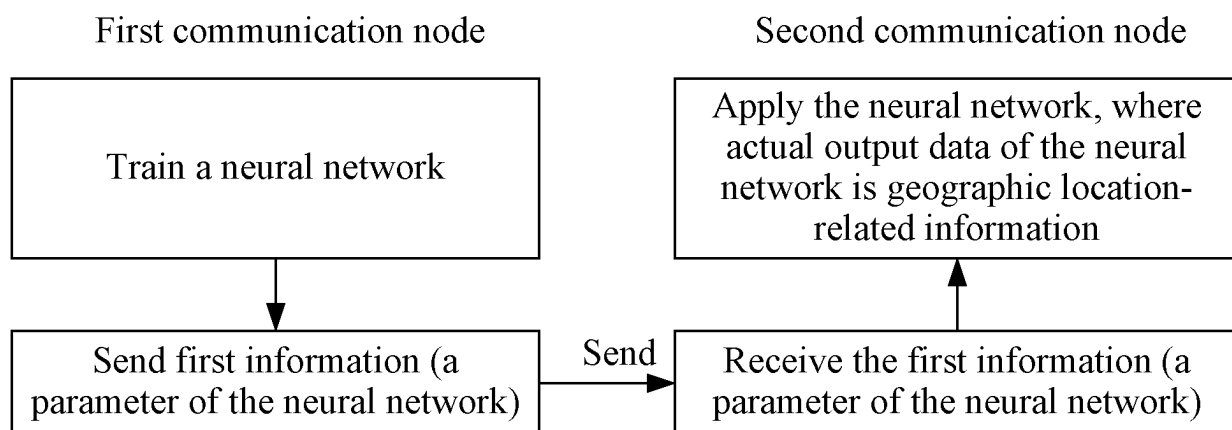 First communication node
Train a neural network
Send first information (a
parameter of the neural network)
Send
Second communication node
Apply the neural network, where
actual output data of the neural
network is geographic location-
related information
Receive the first information (a
parameter of the neural network)